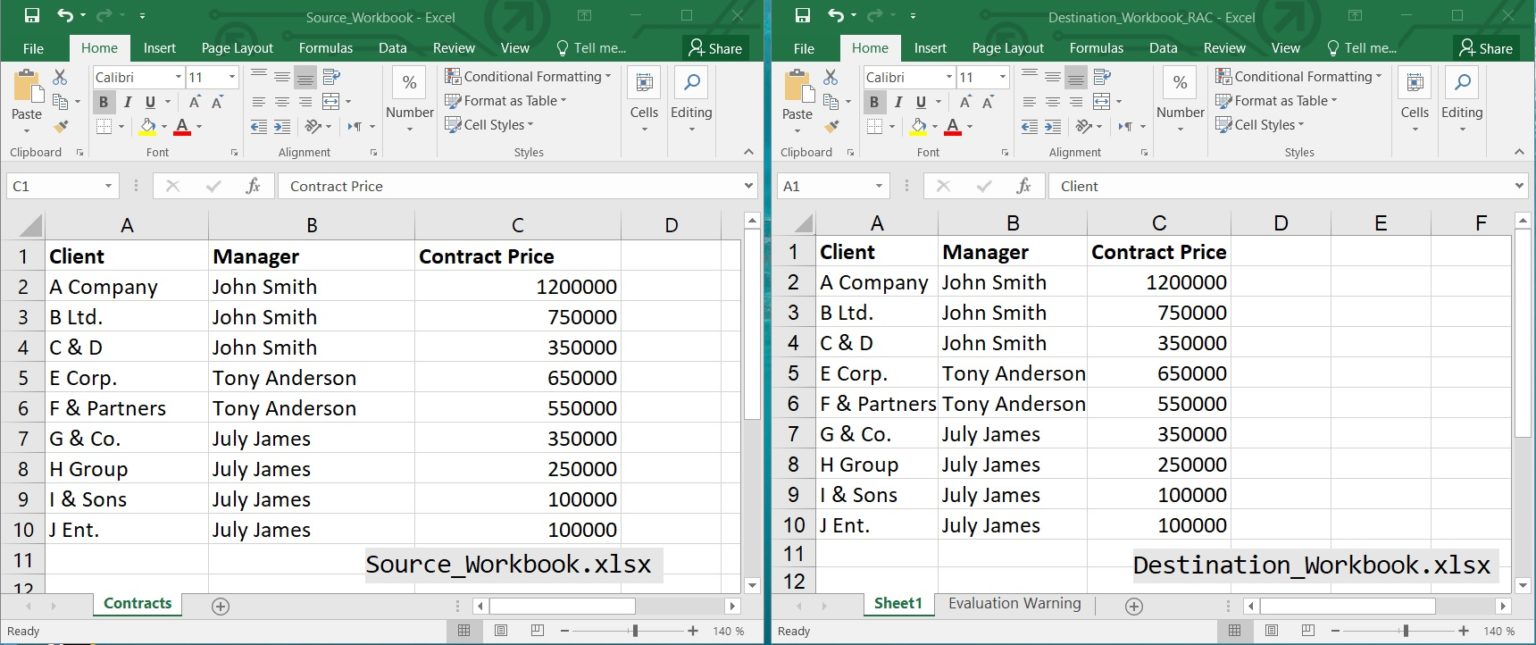 Source_Workbook - Excel
File Home Insert Page Layout Formulas Data Review View Tell me... Share
Paste
Calibri 11
B I U A A
A
%
Number
Conditional Formatting
Format as Table
Cell Styles
Cells
Editing
Clipboard Font Alignment Styles
C1 fx Contract Price
A B C D
1 Client Manager Contract Price
2 A Company John Smith 1200000
3 B Ltd. John Smith 750000
4 C & D John Smith 350000
5 E Corp. Tony Anderson 650000
6 F & Partners Tony Anderson 550000
7 G & Co. July James 350000
8 H Group July James 250000
9 I & Sons July James 100000
10 J Ent. July James 100000
11
Source_Workbook.xlsx
12
Contracts
Ready 140 %
Destination_Workbook_RAC - Excel
File Home Insert Page Layout Formulas Data Review View Tell me... Share
Paste
Calibri 11
B I U A A
A
%
Number
Conditional Formatting
Format as Table
Cell Styles
Cells
Editing
Clipboard Font Alignment Styles
A1 fx Client
A B C D E F
1 Client Manager Contract Price
2 A Company John Smith 1200000
3 B Ltd. John Smith 750000
4 C & D John Smith 350000
5 E Corp. Tony Anderson 650000
6 F & Partners Tony Anderson 550000
7 G & Co. July James 350000
8 H Group July James 250000
9 I & Sons July James 100000
10 J Ent. July James 100000
11
Destination_Workbook.xlsx
12
Sheet1 Evaluation Warning
Ready 140 %